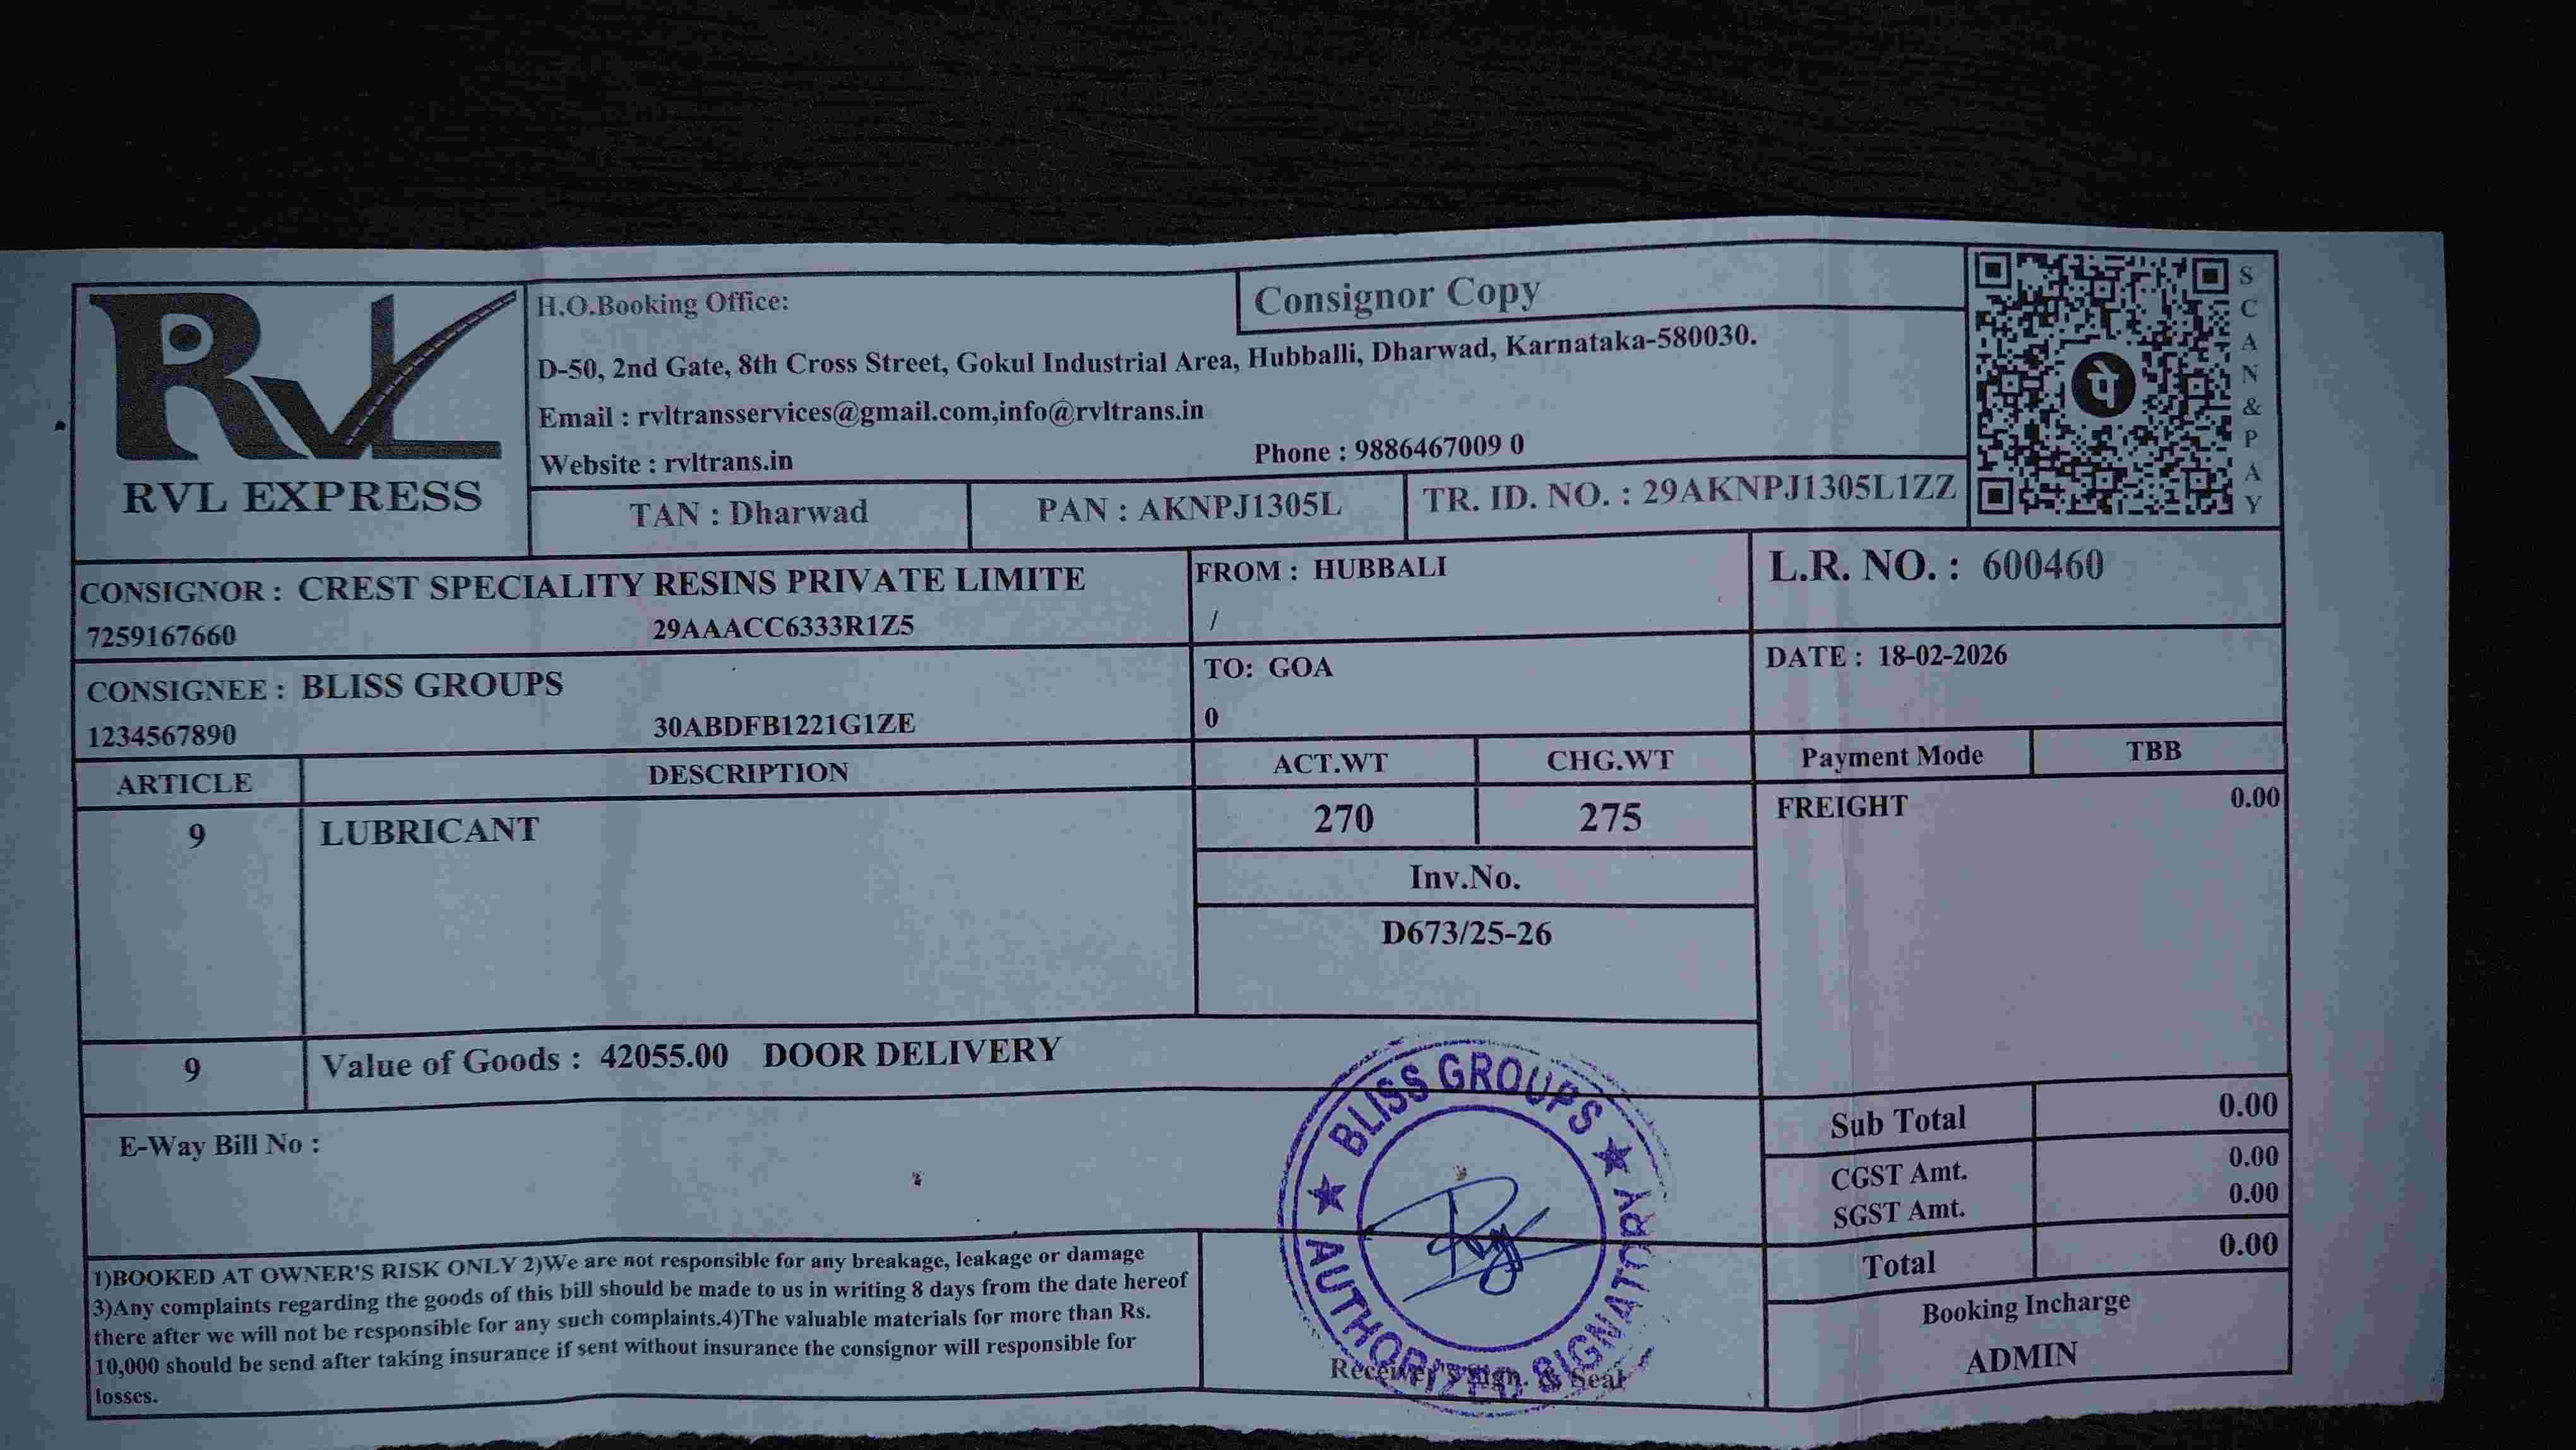 RVL
RVL EXPRESS
H.O.Booking Office:
Consignor Copy
D-50, 2nd Gate, 8th Cross Street, Gokul Industrial Area, Hubballi, Dharwad, Karnataka-580030.
Email : rvltransservices@gmail.com,info@rvltrans.in
Website : rvltrans.in
Phone : 9886467009 0
TAN : Dharwad
PAN : AKNPJ1305L
TR. ID. NO. : 29AKNPJ1305L1ZZ
पे
SCAN&PAY
CONSIGNOR : CREST SPECIALITY RESINS PRIVATE LIMITE
7259167660 29AAACC6333R1Z5
FROM : HUBBALI
/
L.R. NO. : 600460
CONSIGNEE : BLISS GROUPS
1234567890 30ABDFB1221G1ZE
TO: GOA
0
DATE : 18-02-2026
ARTICLE DESCRIPTION ACT.WT CHG.WT Payment Mode TBB
9 LUBRICANT 270 275 FREIGHT 0.00
Inv.No.
D673/25-26
9 Value of Goods : 42055.00 DOOR DELIVERY
Sub Total 0.00
E-Way Bill No :
CGST Amt. 0.00
SGST Amt. 0.00
Total 0.00
1)BOOKED AT OWNER'S RISK ONLY 2)We are not responsible for any breakage, leakage or damage
3)Any complaints regarding the goods of this bill should be made to us in writing 8 days from the date hereof
there after we will not be responsible for any such complaints.4)The valuable materials for more than Rs.
10,000 should be send after taking insurance if sent without insurance the consignor will responsible for
losses.
★ BLISS GROUPS ★
AUTHORIZED SIGNATORY
Receiver's Sign. & Seal
Booking Incharge
ADMIN